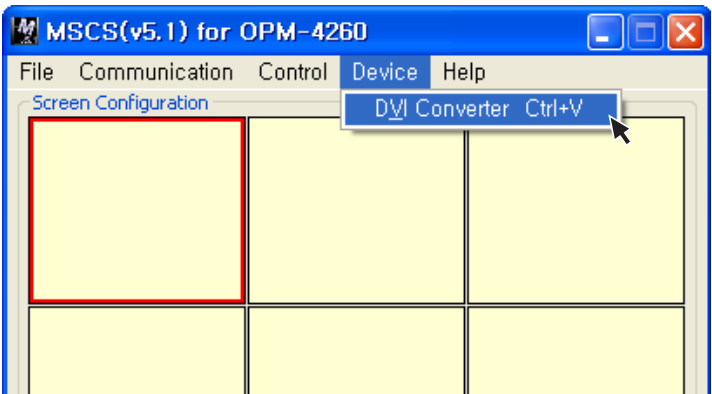 MSCS(v5.1) for OPM-4260
File Communication Control Device Help
Screen Configuration
DVI Converter Ctrl+V